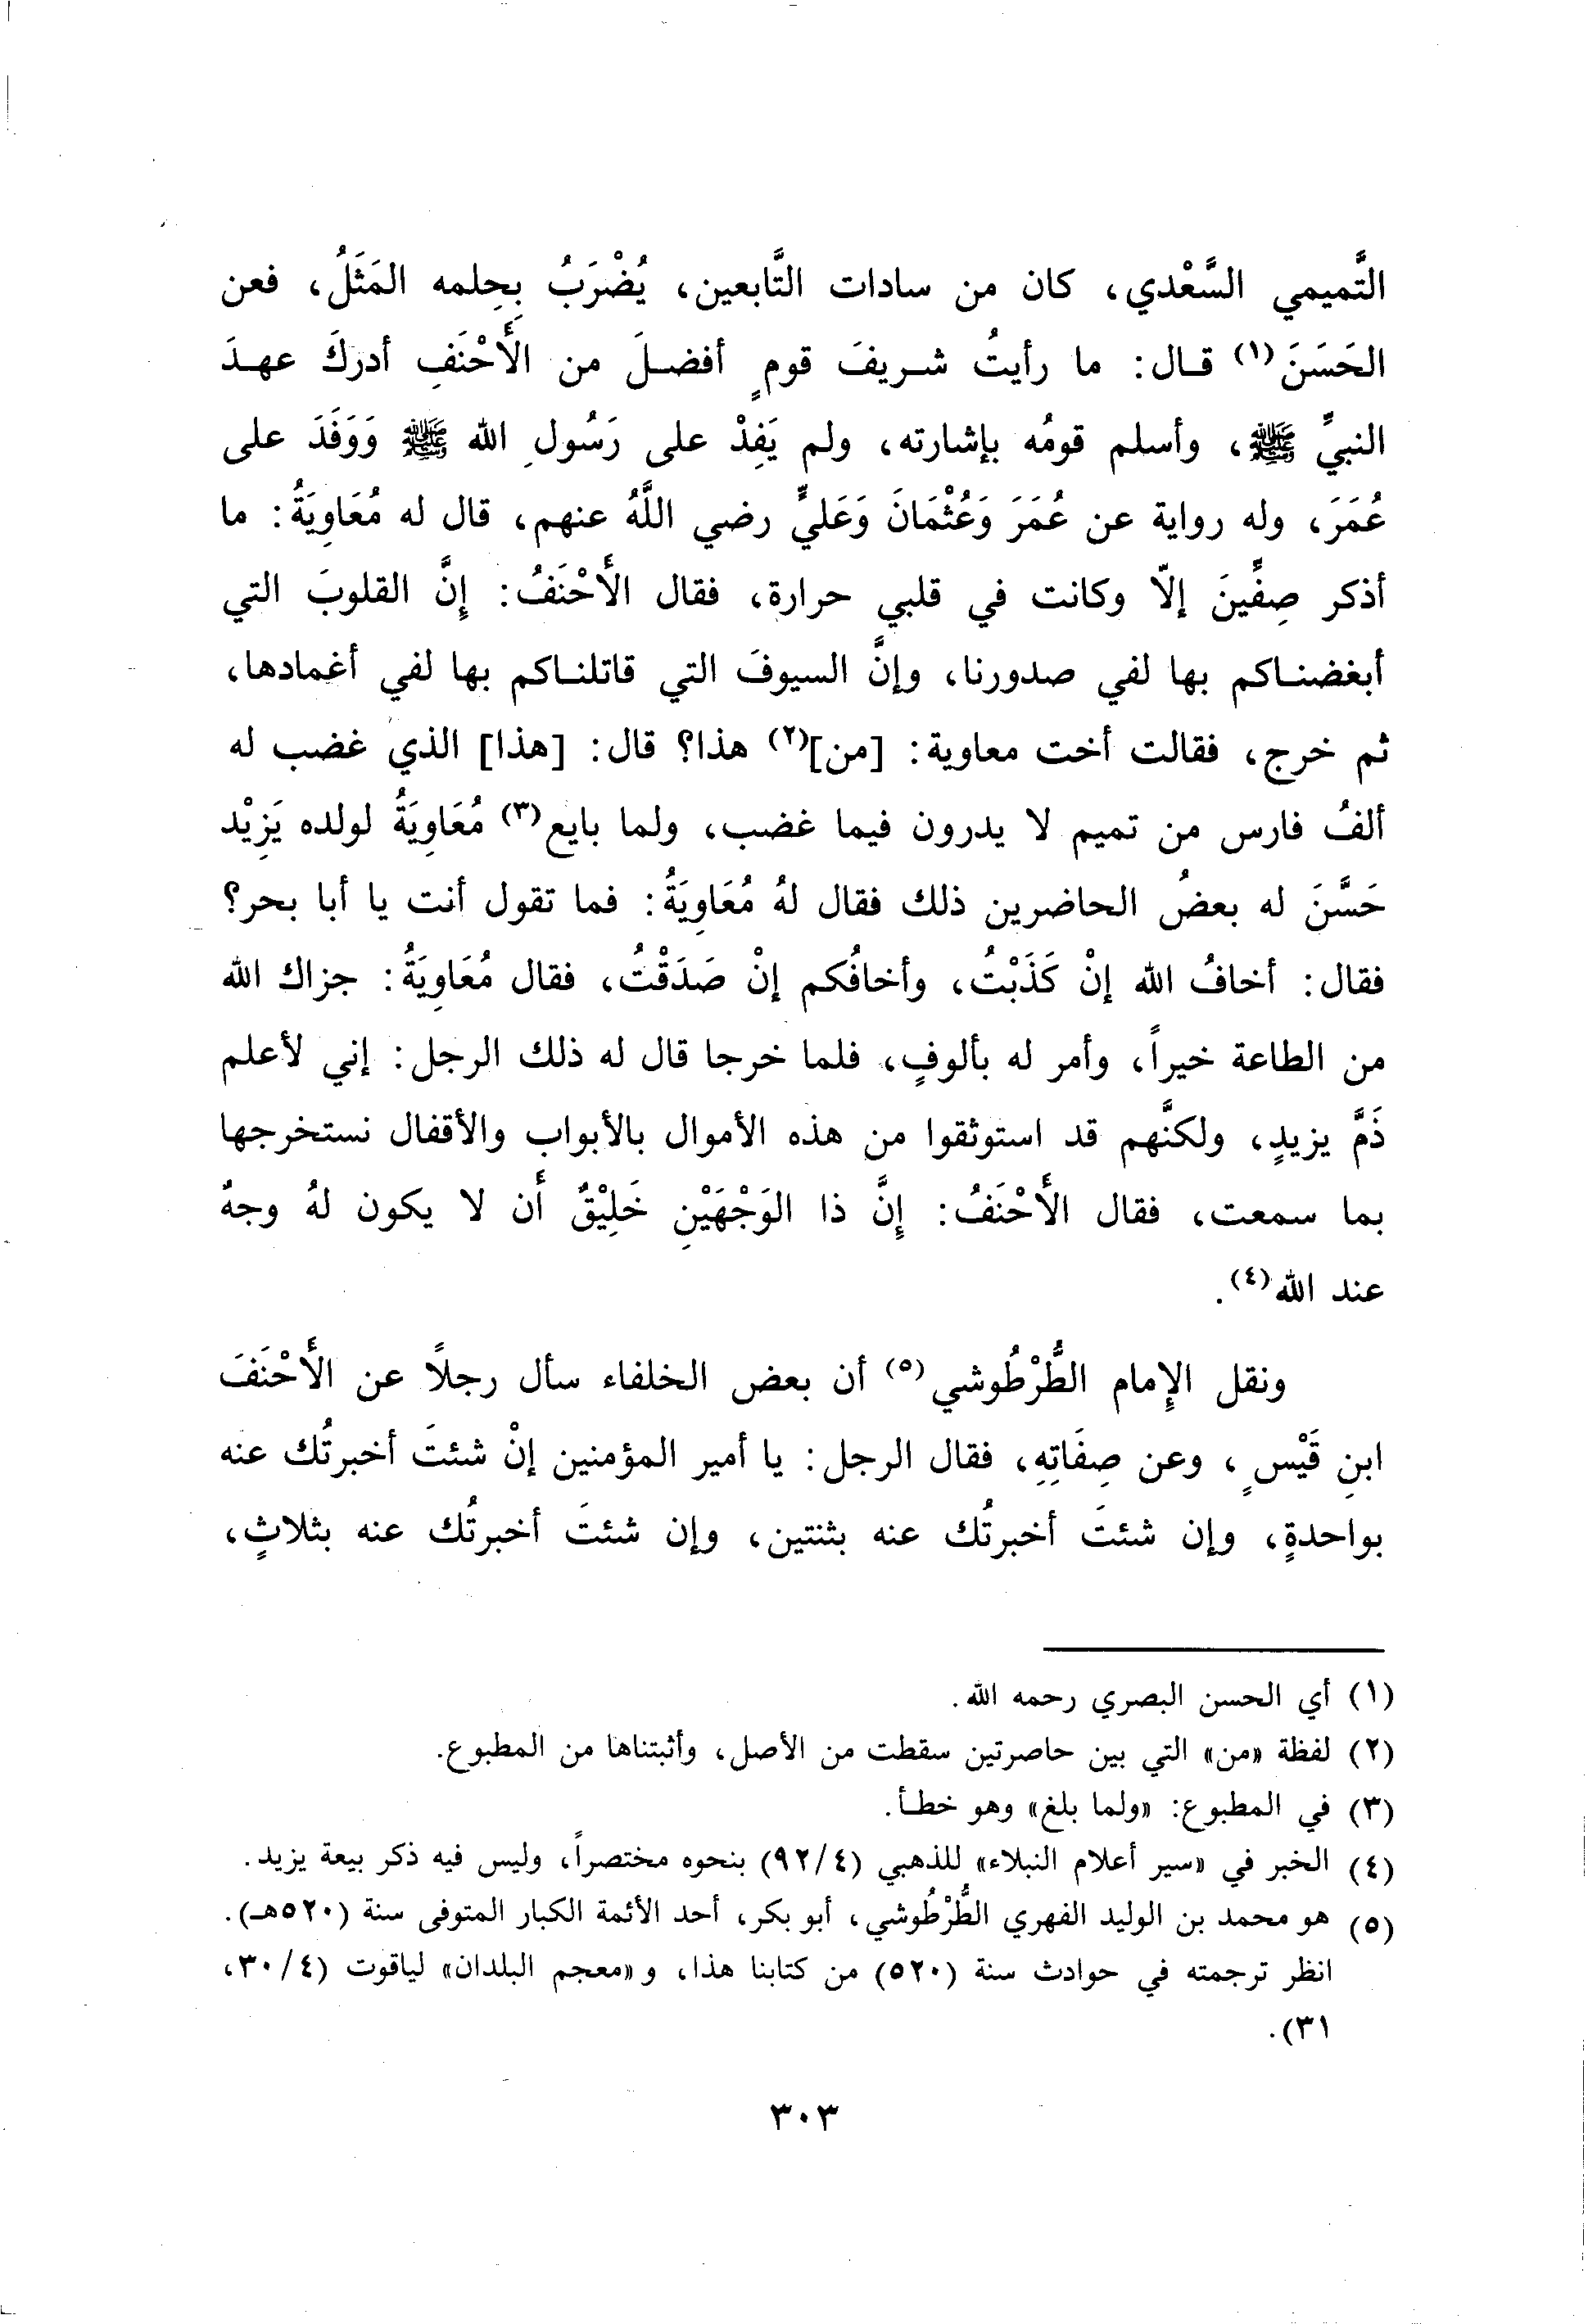 التَّميمي السَّعْدي، كان من سادات التَّابعين، يُضْرَبُ بِحِلمه المَثَلُ، فعن
الحَسَنَ(١) قـال: ما رأيتُ شـريفَ قومٍ أفضـلَ من الأَحْنَفِ أدركَ عهـدَ
النبيِّ ﷺ، وأسلم قومُه بإشارته، ولم يَفِدْ على رَسُولِ الله ﷺ وَوَفَدَ على
عُمَرَ، وله رواية عن عُمَرَ وَعُثْمَانَ وَعَليٍّ رضي اللَّهُ عنهم، قال له مُعَاوِيَةُ: ما
أذكر صِفِّينَ إلاّ وكانت في قلبي حرارة، فقال الأَحْنَفُ: إنَّ القلوبَ التي
أبغضنـاكم بها لفي صدورنا، وإنَّ السيوفَ التي قاتلنـاكم بها لفي أغمادها،
ثم خرج، فقالت أخت معاوية: [من](٢) هذا؟ قال: [هذا] الذي غضب له
ألفُ فارس من تميم لا يدرون فيما غضب، ولما بايع(٣) مُعَاوِيَةُ لولده يَزِيْد
حَسَّنَ له بعضُ الحاضرين ذلك فقال لهُ مُعَاوِيَةُ: فما تقول أنت يا أبا بحر؟
فقال: أخافُ الله إنْ كَذَبْتُ، وأخافُكم إنْ صَدَقْتُ، فقال مُعَاوِيَةُ: جزاك الله
من الطاعة خيراً، وأمر له بألوفٍ، فلما خرجا قال له ذلك الرجل: إني لأعلم
ذَمَّ يزيدٍ، ولكنَّهم قد استوثقوا من هذه الأموال بالأبواب والأقفال نستخرجها
بما سمعت، فقال الأَحْنَفُ: إنَّ ذا الوَجْهَيْنِ خَلِيْقٌ أن لا يكون لهُ وجهٌ
عند الله(٤).
ونقل الإمام الطُّرْطُوشي(٥) أن بعض الخلفاء سأل رجلاً عن الأَحْنَفَ
ابنِ قَيْسٍ، وعن صِفَاتِهِ، فقال الرجل: يا أمير المؤمنين إنْ شئتَ أخبرتُك عنه
بواحدةٍ، وإن شئتَ أخبرتُك عنه بثنتين، وإن شئتَ أخبرتُك عنه بثلاثٍ،
(١) أي الحسن البصري رحمه الله.
(٢) لفظة «من» التي بين حاصرتين سقطت من الأصل، وأثبتناها من المطبوع.
(٣) في المطبوع: «ولما بلغ» وهو خطـأ.
(٤) الخبر في «سير أعلام النبلاء» للذهبي (٩٢/٤) بنحوه مختصراً، وليس فيه ذكر بيعة يزيد.
(٥) هو محمد بن الوليد الفهري الطُّرْطُوشي، أبو بكر، أحد الأئمة الكبار المتوفى سنة (٥٢٠هـ).
انظر ترجمته في حوادث سنة (٥٢٠) من كتابنا هذا، و«معجم البلدان» لياقوت (٣٠/٤،
٣١).
٣٠٣